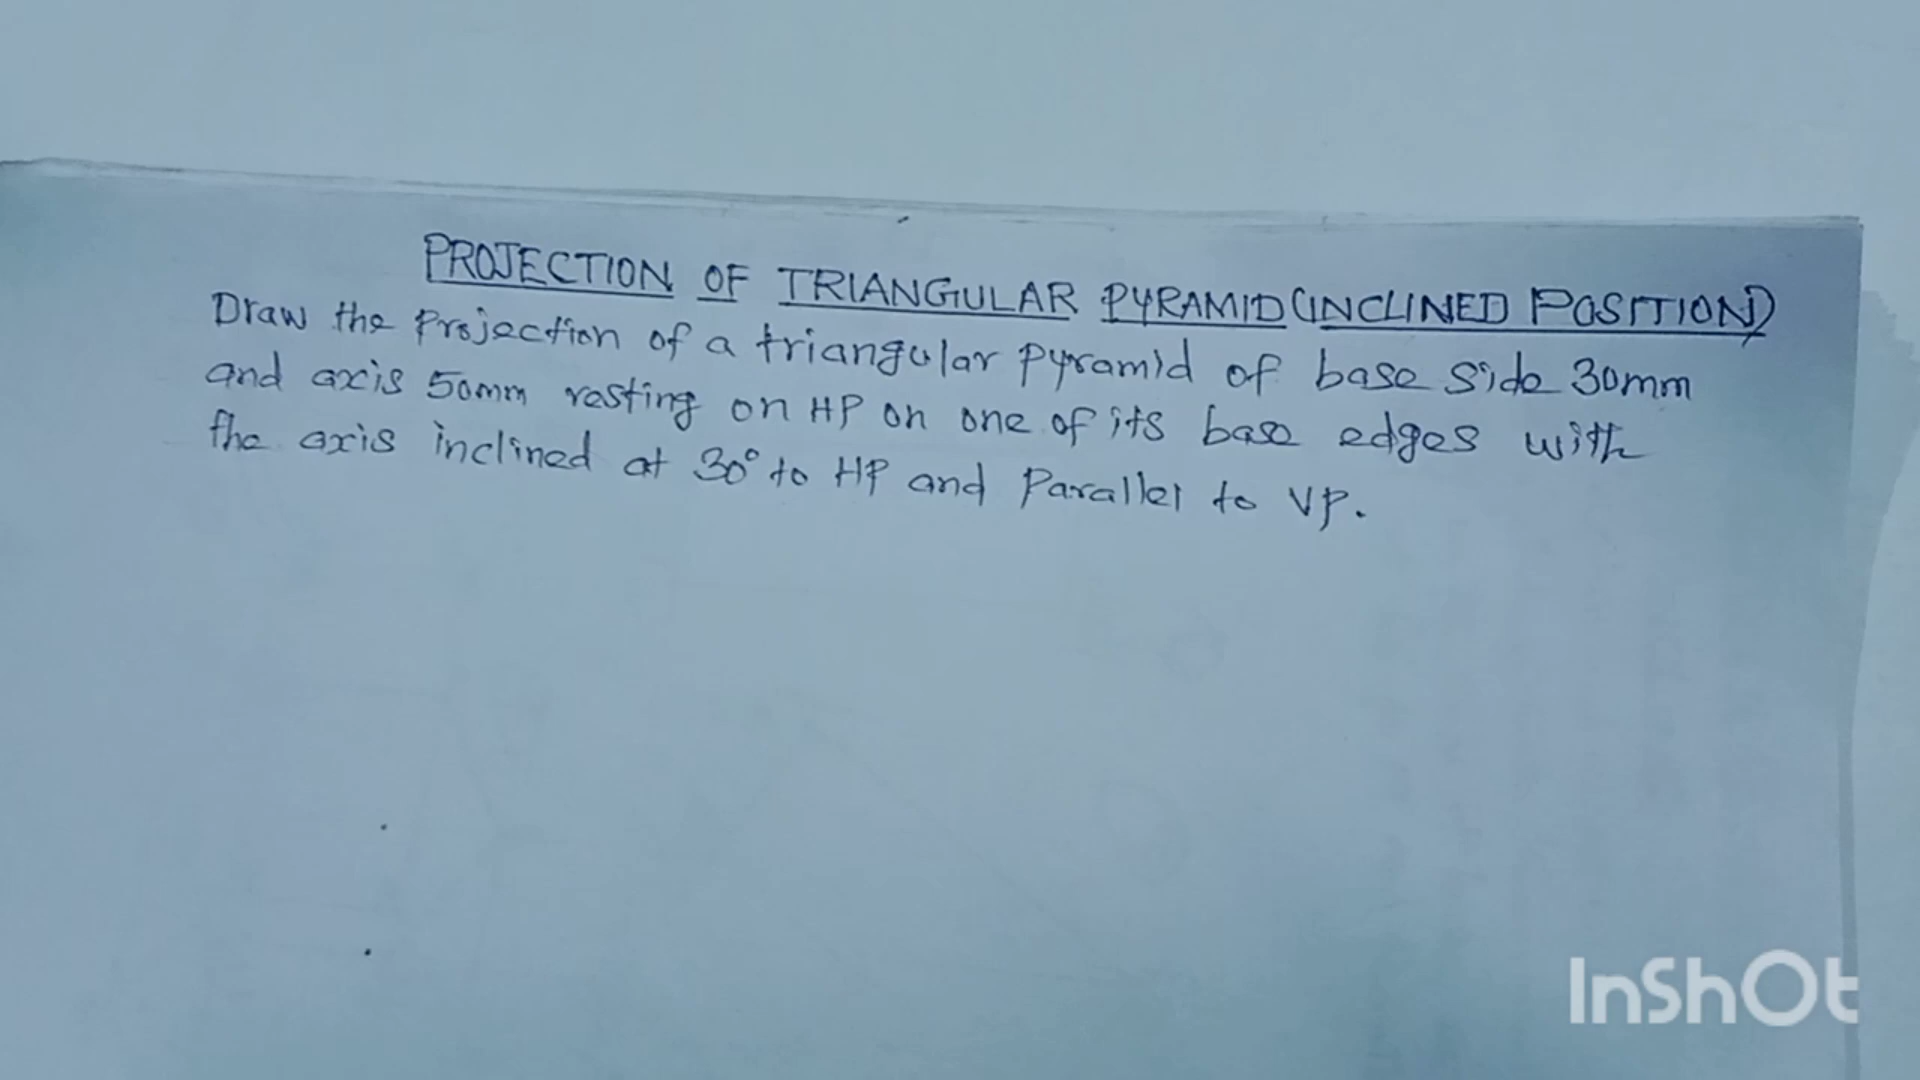 PROJECTION OF TRIANGULAR PYRAMID (INCLINED POSITION)
Draw the projection of a triangular pyramid of base side 30mm
and axis 50mm resting on HP on one of its base edges with
the axis inclined at 30° to HP and parallel to VP.
InShOt